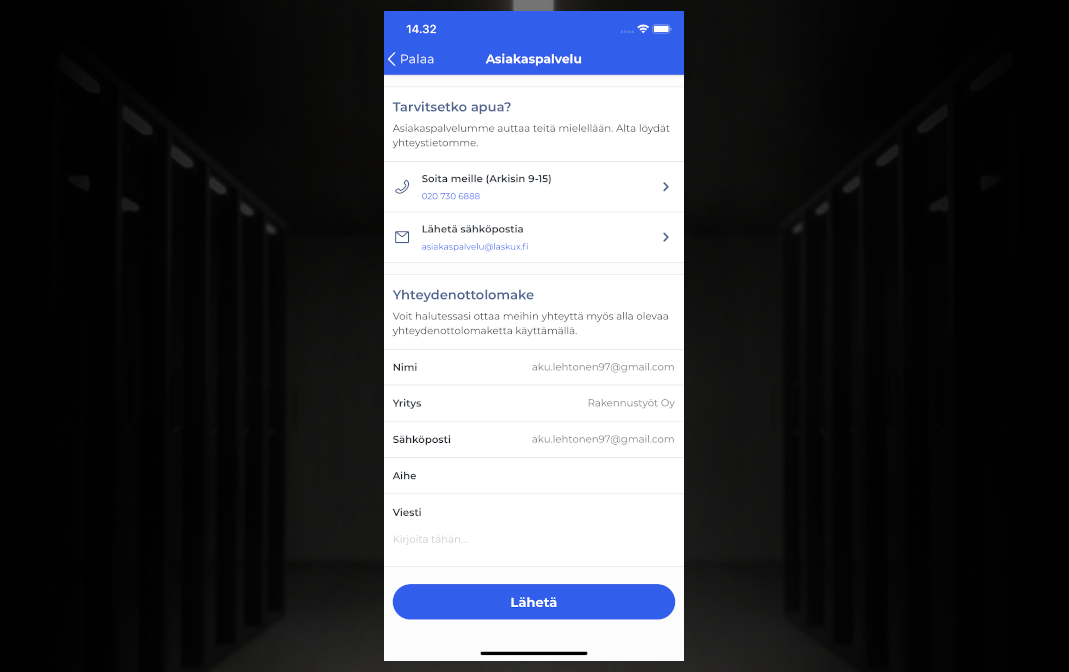 14.32
Palaa
Asiakaspalvelu
Tarvitsetko apua?
Asiakaspalvelumme auttaa teitä mielellään. Alta löydät
yhteystietomme.
Soita meille (Arkisin 9-15)
020 730 6888
Lähetä sähköpostia
asiakaspalvelu@laskux.fi
Yhteydenottolomake
Voit halutessasi ottaa meihin yhteyttä myös alla olevaa
yhteydenottolomaketta käyttämällä.
Nimi aku.lehtonen97@gmail.com
Yritys Rakennustyöt Oy
Sähköposti aku.lehtonen97@gmail.com
Aihe
Viesti
Kirjoita tähän...
Lähetä